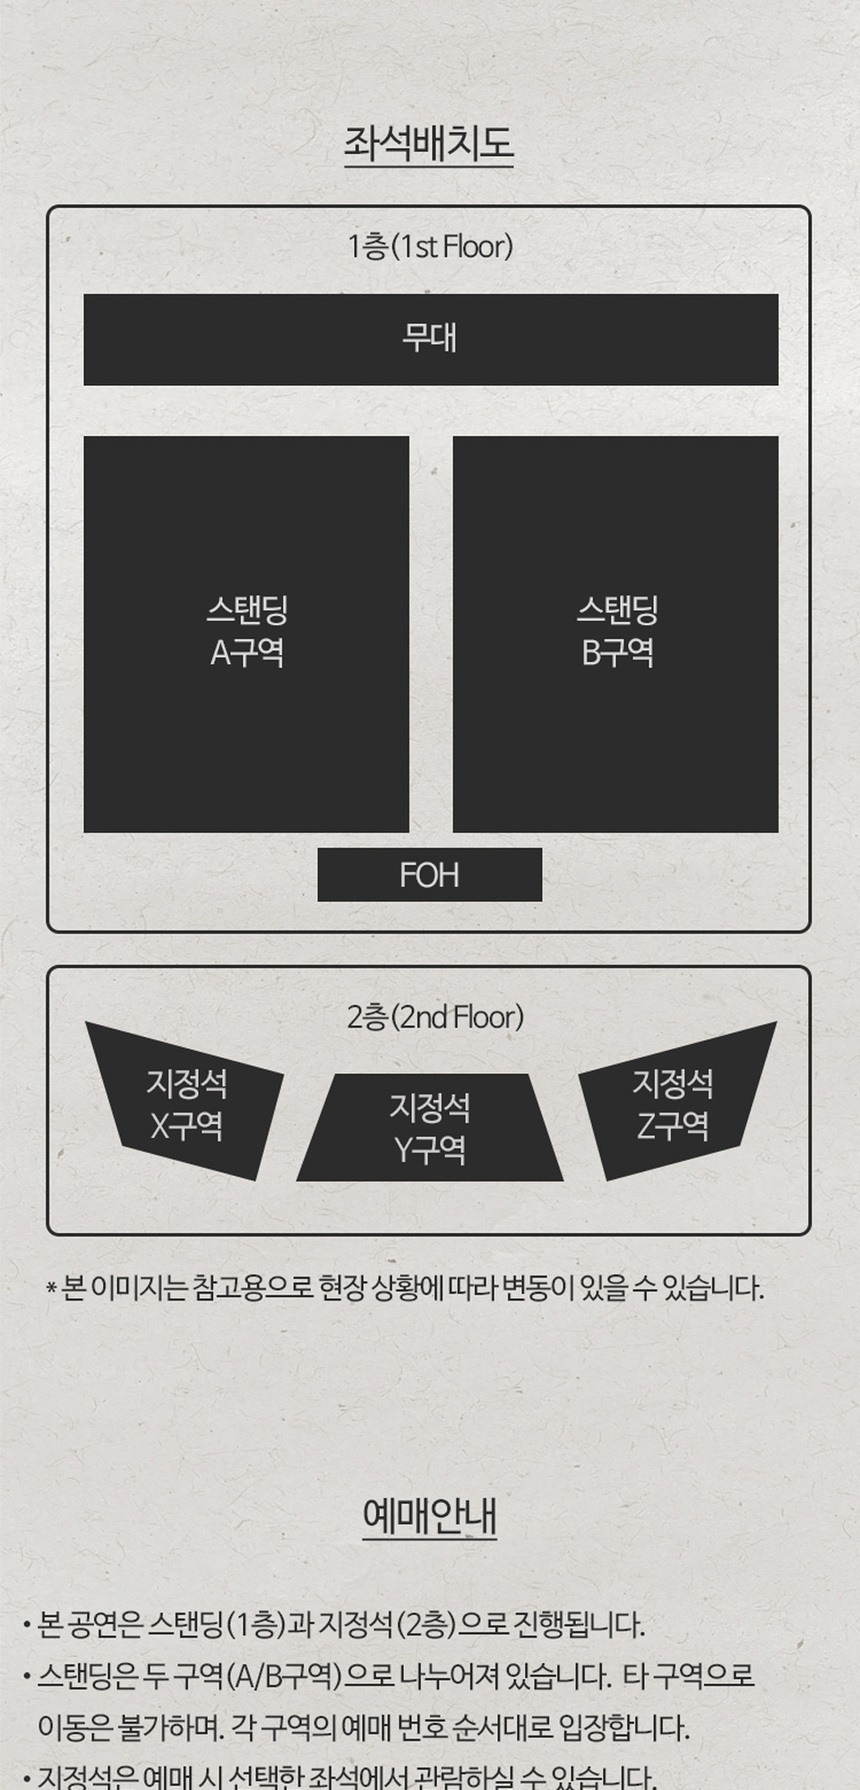 좌석배치도
1층(1st Floor)
무대
스탠딩
A구역
스탠딩
B구역
FOH
2층(2nd Floor)
지정석
X구역
지정석
Y구역
지정석
Z구역
* 본 이미지는 참고용으로 현장 상황에 따라 변동이 있을 수 있습니다.
예매안내
• 본 공연은 스탠딩(1층)과 지정석(2층)으로 진행됩니다.
• 스탠딩은 두 구역(A/B구역)으로 나누어져 있습니다. 타 구역으로
이동은 불가하며. 각 구역의 예매 번호 순서대로 입장합니다.
• 지정석은 예매 시 선택한 좌석에서 관람하실 수 있습니다.